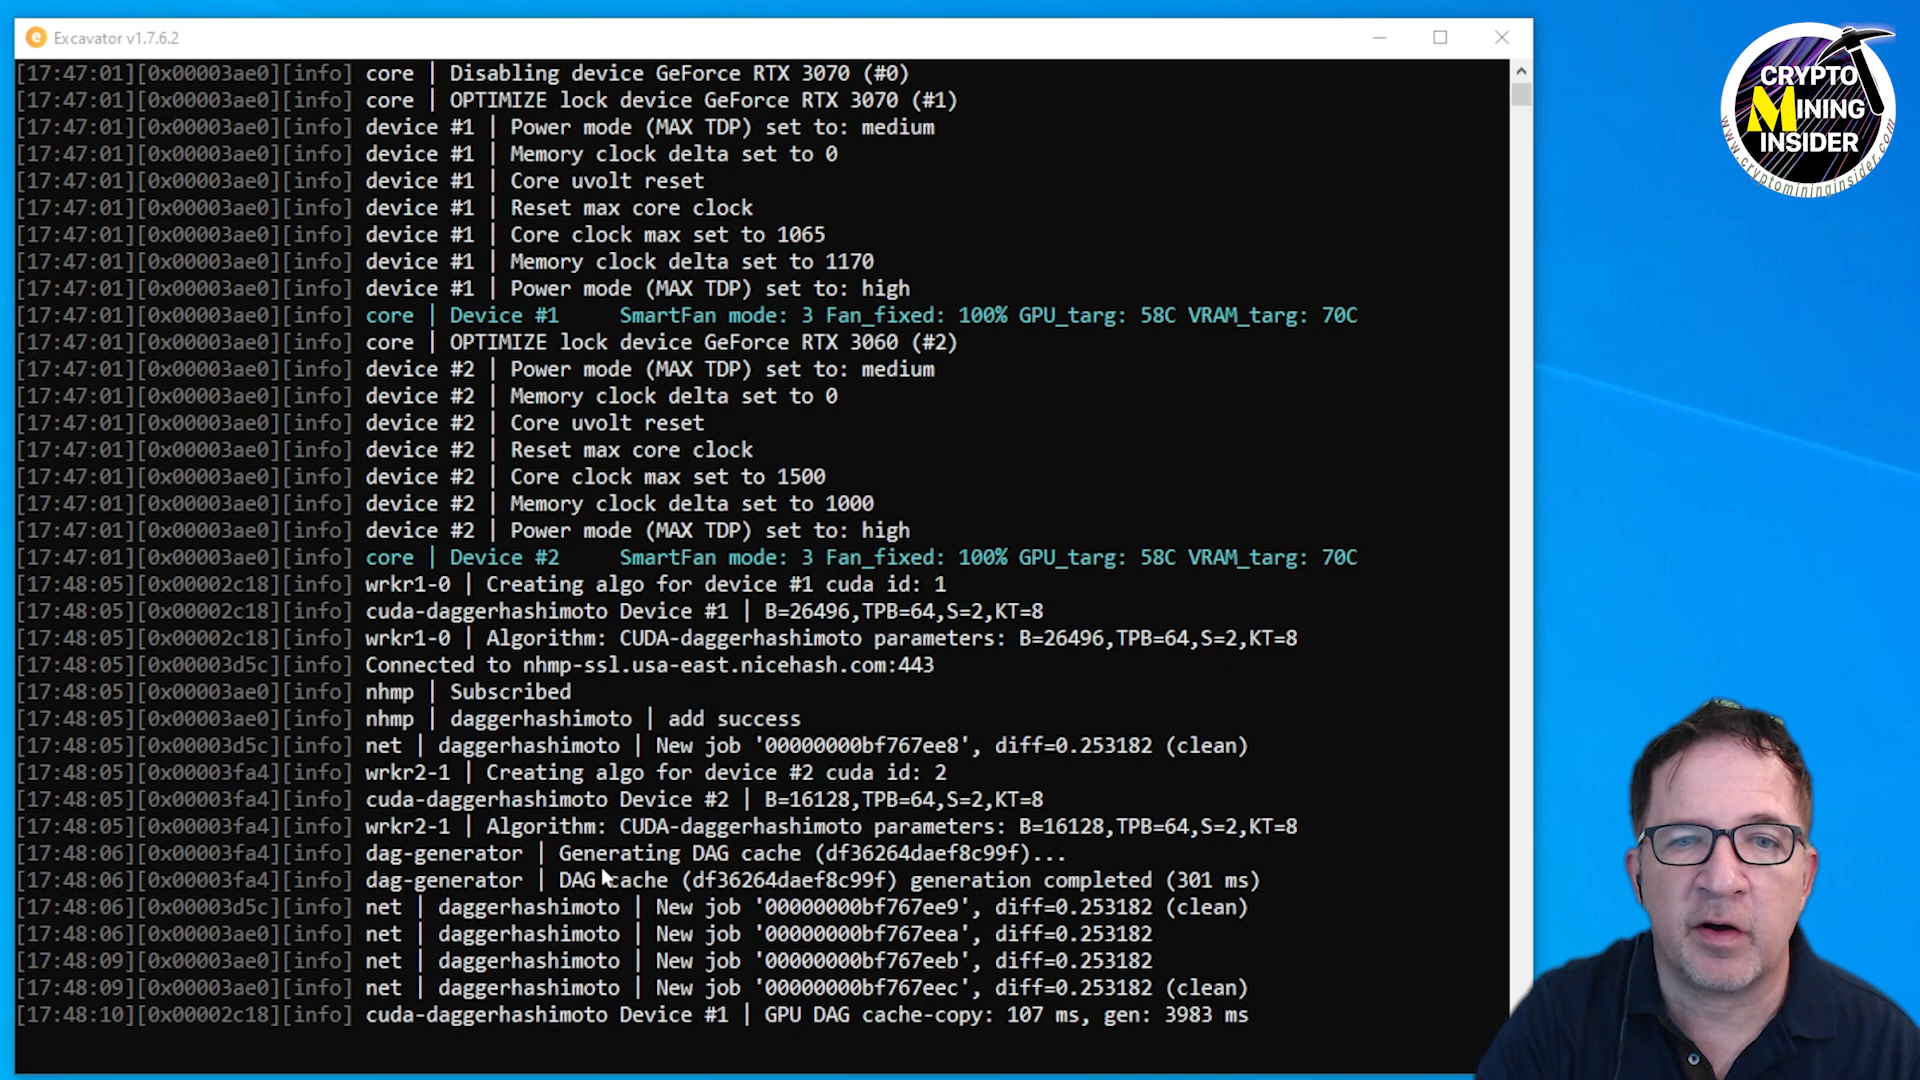 Excavator v1.7.6.2
[17:47:01][0x00003ae0][info] core | Disabling device GeForce RTX 3070 (#0)
[17:47:01][0x00003ae0][info] core | OPTIMIZE lock device GeForce RTX 3070 (#1)
[17:47:01][0x00003ae0][info] device #1 | Power mode (MAX TDP) set to: medium
[17:47:01][0x00003ae0][info] device #1 | Memory clock delta set to 0
[17:47:01][0x00003ae0][info] device #1 | Core uvolt reset
[17:47:01][0x00003ae0][info] device #1 | Reset max core clock
[17:47:01][0x00003ae0][info] device #1 | Core clock max set to 1065
[17:47:01][0x00003ae0][info] device #1 | Memory clock delta set to 1170
[17:47:01][0x00003ae0][info] device #1 | Power mode (MAX TDP) set to: high
[17:47:01][0x00003ae0][info] core | Device #1     SmartFan mode: 3 Fan_fixed: 100% GPU_targ: 58C VRAM_targ: 70C
[17:47:01][0x00003ae0][info] core | OPTIMIZE lock device GeForce RTX 3060 (#2)
[17:47:01][0x00003ae0][info] device #2 | Power mode (MAX TDP) set to: medium
[17:47:01][0x00003ae0][info] device #2 | Memory clock delta set to 0
[17:47:01][0x00003ae0][info] device #2 | Core uvolt reset
[17:47:01][0x00003ae0][info] device #2 | Reset max core clock
[17:47:01][0x00003ae0][info] device #2 | Core clock max set to 1500
[17:47:01][0x00003ae0][info] device #2 | Memory clock delta set to 1000
[17:47:01][0x00003ae0][info] device #2 | Power mode (MAX TDP) set to: high
[17:47:01][0x00003ae0][info] core | Device #2     SmartFan mode: 3 Fan_fixed: 100% GPU_targ: 58C VRAM_targ: 70C
[17:48:05][0x00002c18][info] wrkr1-0 | Creating algo for device #1 cuda id: 1
[17:48:05][0x00002c18][info] cuda-daggerhashimoto Device #1 | B=26496,TPB=64,S=2,KT=8
[17:48:05][0x00002c18][info] wrkr1-0 | Algorithm: CUDA-daggerhashimoto parameters: B=26496,TPB=64,S=2,KT=8
[17:48:05][0x00003d5c][info] Connected to nhmp-ssl.usa-east.nicehash.com:443
[17:48:05][0x00003ae0][info] nhmp | Subscribed
[17:48:05][0x00003ae0][info] nhmp | daggerhashimoto | add success
[17:48:05][0x00003d5c][info] net | daggerhashimoto | New job '00000000bf767ee8', diff=0.253182 (clean)
[17:48:05][0x00003fa4][info] wrkr2-1 | Creating algo for device #2 cuda id: 2
[17:48:05][0x00003fa4][info] cuda-daggerhashimoto Device #2 | B=16128,TPB=64,S=2,KT=8
[17:48:05][0x00003fa4][info] wrkr2-1 | Algorithm: CUDA-daggerhashimoto parameters: B=16128,TPB=64,S=2,KT=8
[17:48:06][0x00003fa4][info] dag-generator | Generating DAG cache (df36264daef8c99f)...
[17:48:06][0x00003fa4][info] dag-generator | DAG cache (df36264daef8c99f) generation completed (301 ms)
[17:48:06][0x00003d5c][info] net | daggerhashimoto | New job '00000000bf767ee9', diff=0.253182 (clean)
[17:48:06][0x00003ae0][info] net | daggerhashimoto | New job '00000000bf767eea', diff=0.253182
[17:48:09][0x00003ae0][info] net | daggerhashimoto | New job '00000000bf767eeb', diff=0.253182
[17:48:09][0x00003ae0][info] net | daggerhashimoto | New job '00000000bf767eec', diff=0.253182 (clean)
[17:48:10][0x00002c18][info] cuda-daggerhashimoto Device #1 | GPU DAG cache-copy: 107 ms, gen: 3983 ms
CRYPTO
MINING
INSIDER
www.cryptomininginsider.com